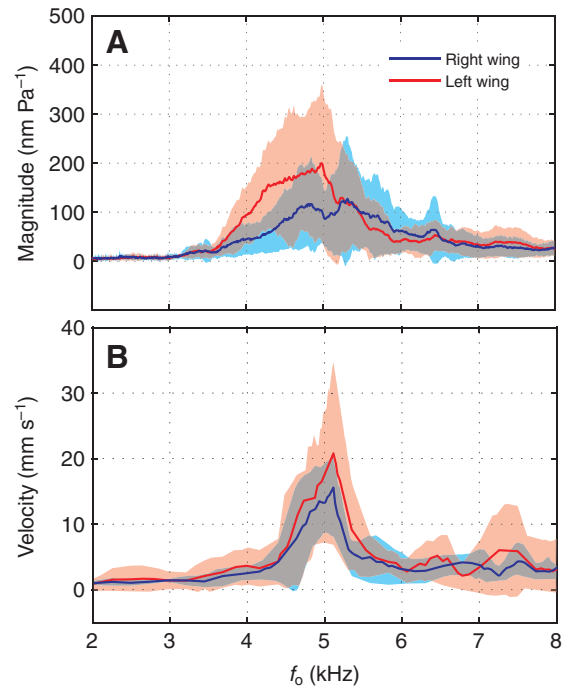 A
Right wing
Left wing
Magnitude (nm Pa⁻¹)
500
400
300
200
100
0
B
Velocity (mm s⁻¹)
40
30
20
10
0
2 3 4 5 6 7 8
fₒ (kHz)